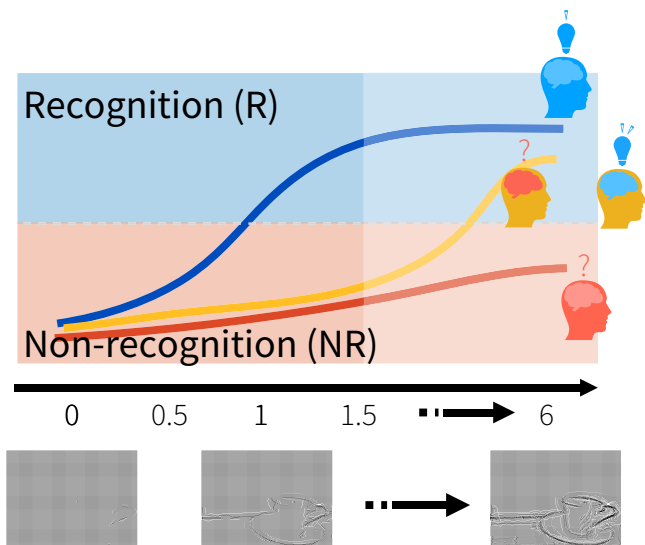 Recognition (R)
?
?
Non-recognition (NR)
0 0.5 1 1.5 6